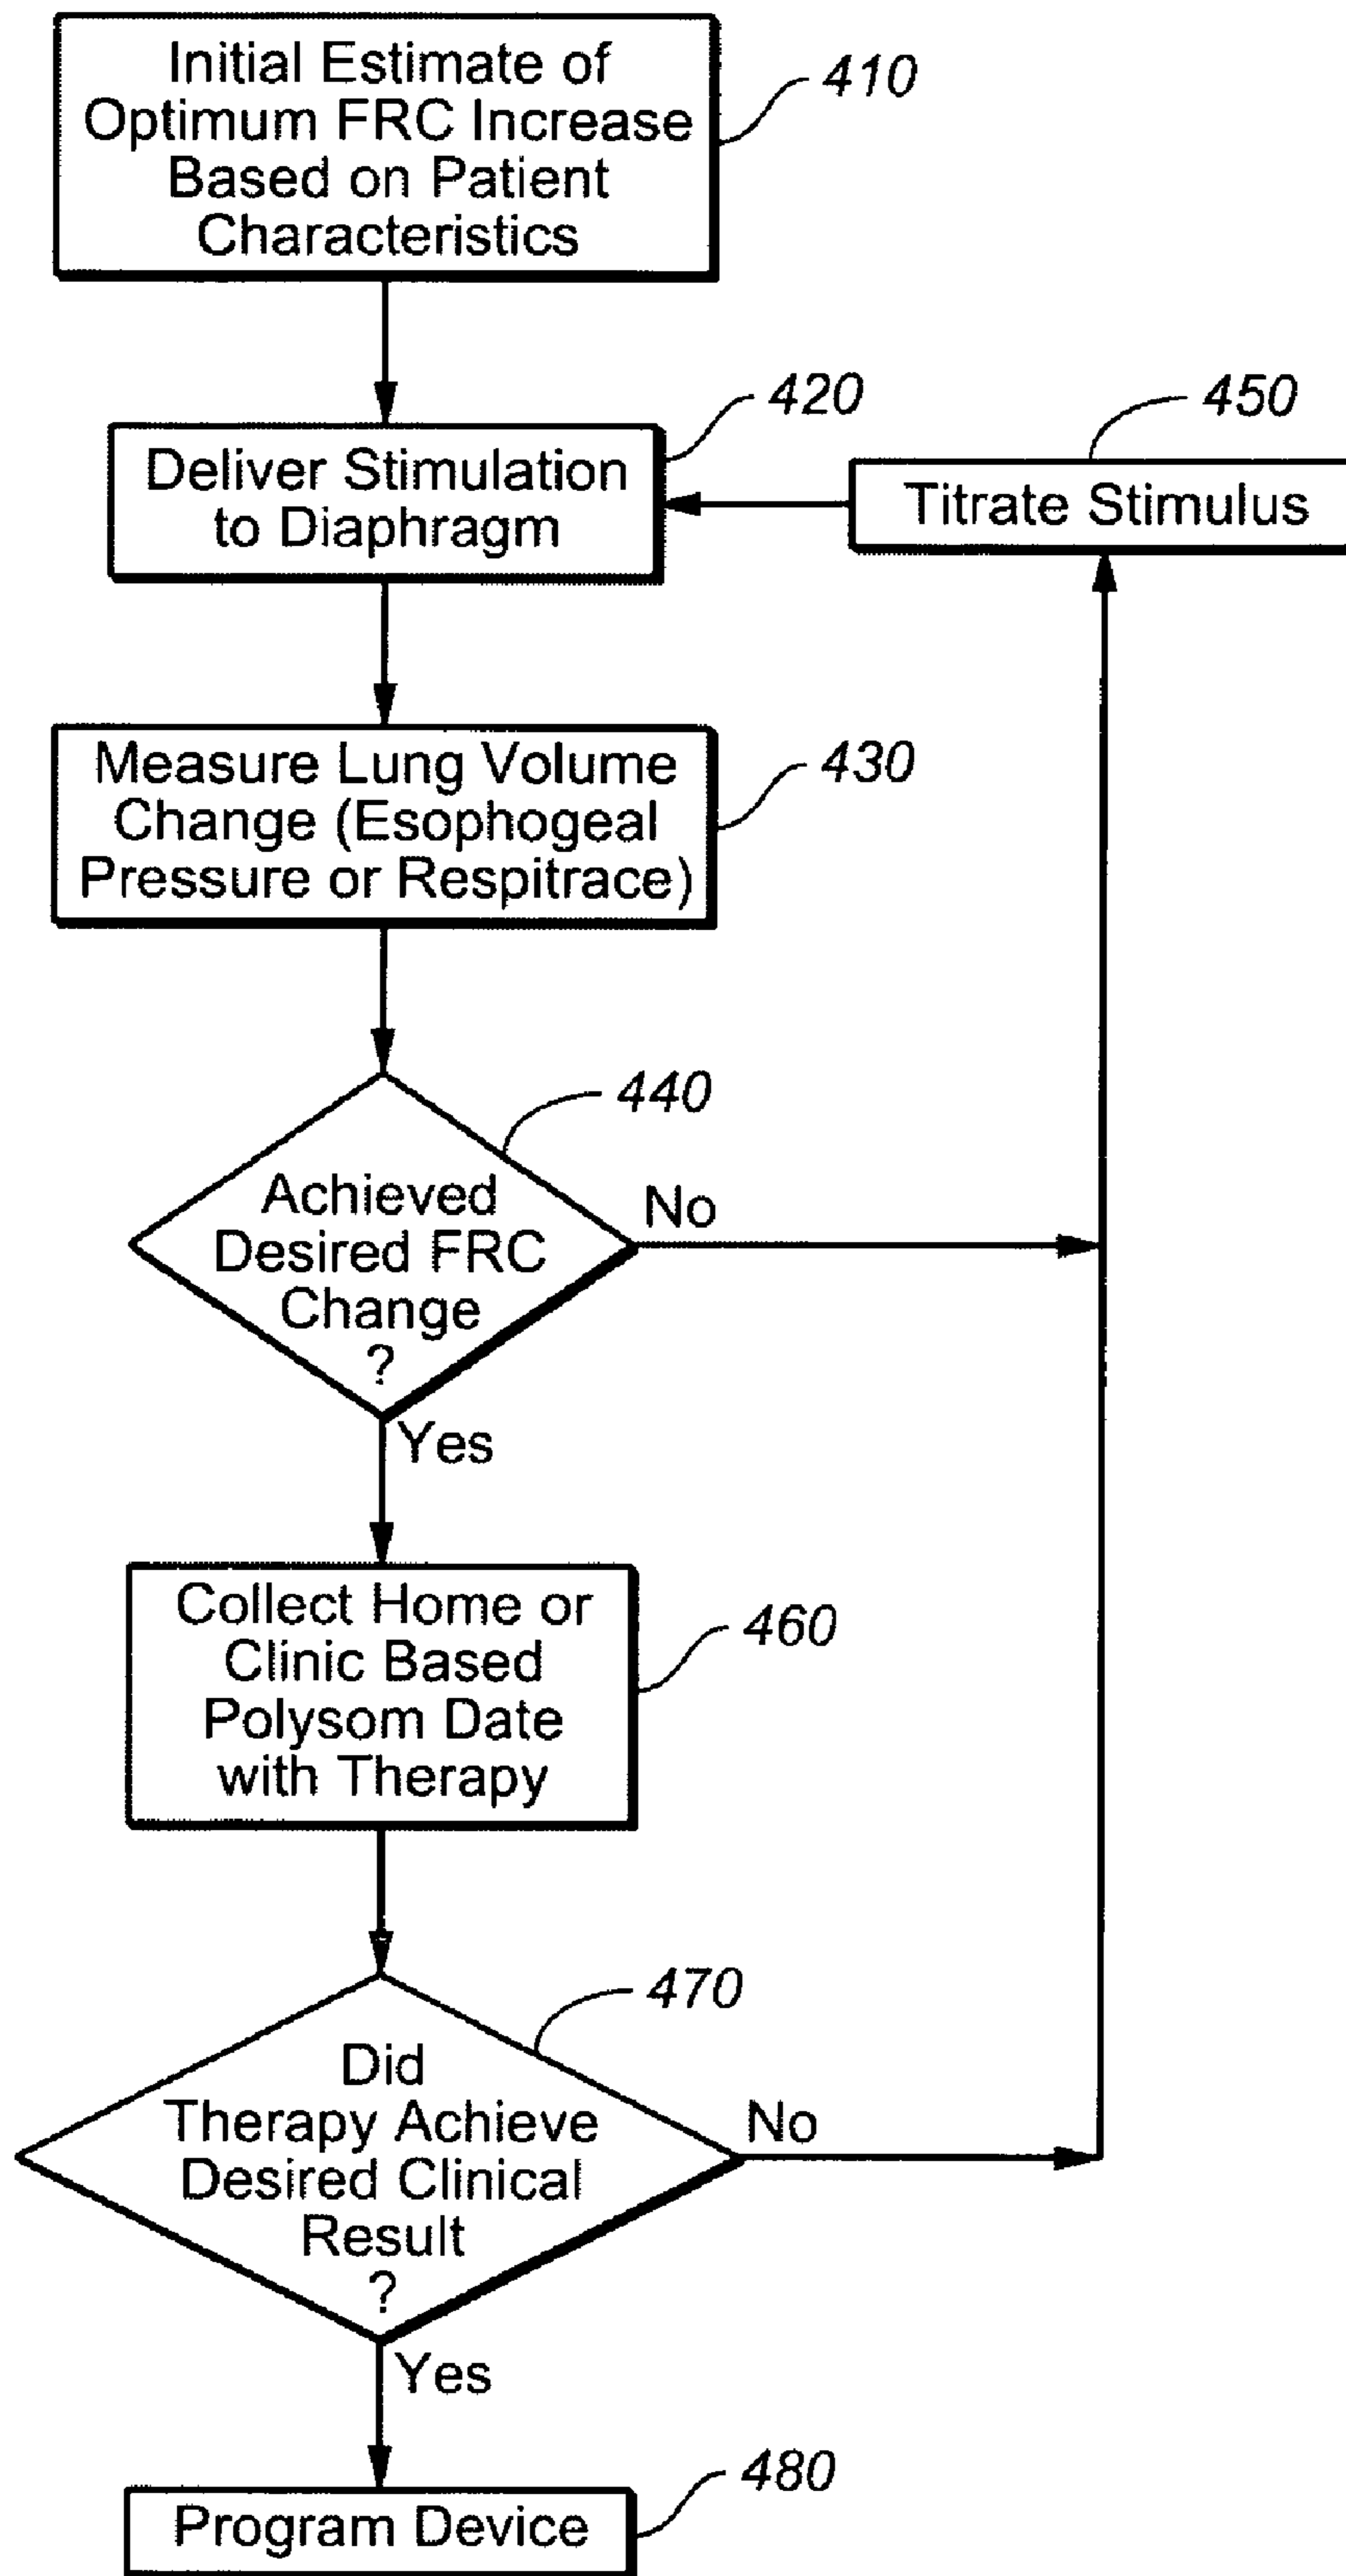 Initial Estimate of
Optimum FRC Increase
Based on Patient
Characteristics
410
Deliver Stimulation
to Diaphragm
420
Titrate Stimulus
450
Measure Lung Volume
Change (Esophogeal
Pressure or Respitrace)
430
Achieved
Desired FRC
Change
?
440
No
Yes
Collect Home or
Clinic Based
Polysom Date
with Therapy
460
Did
Therapy Achieve
Desired Clinical
Result
?
470
No
Yes
Program Device
480